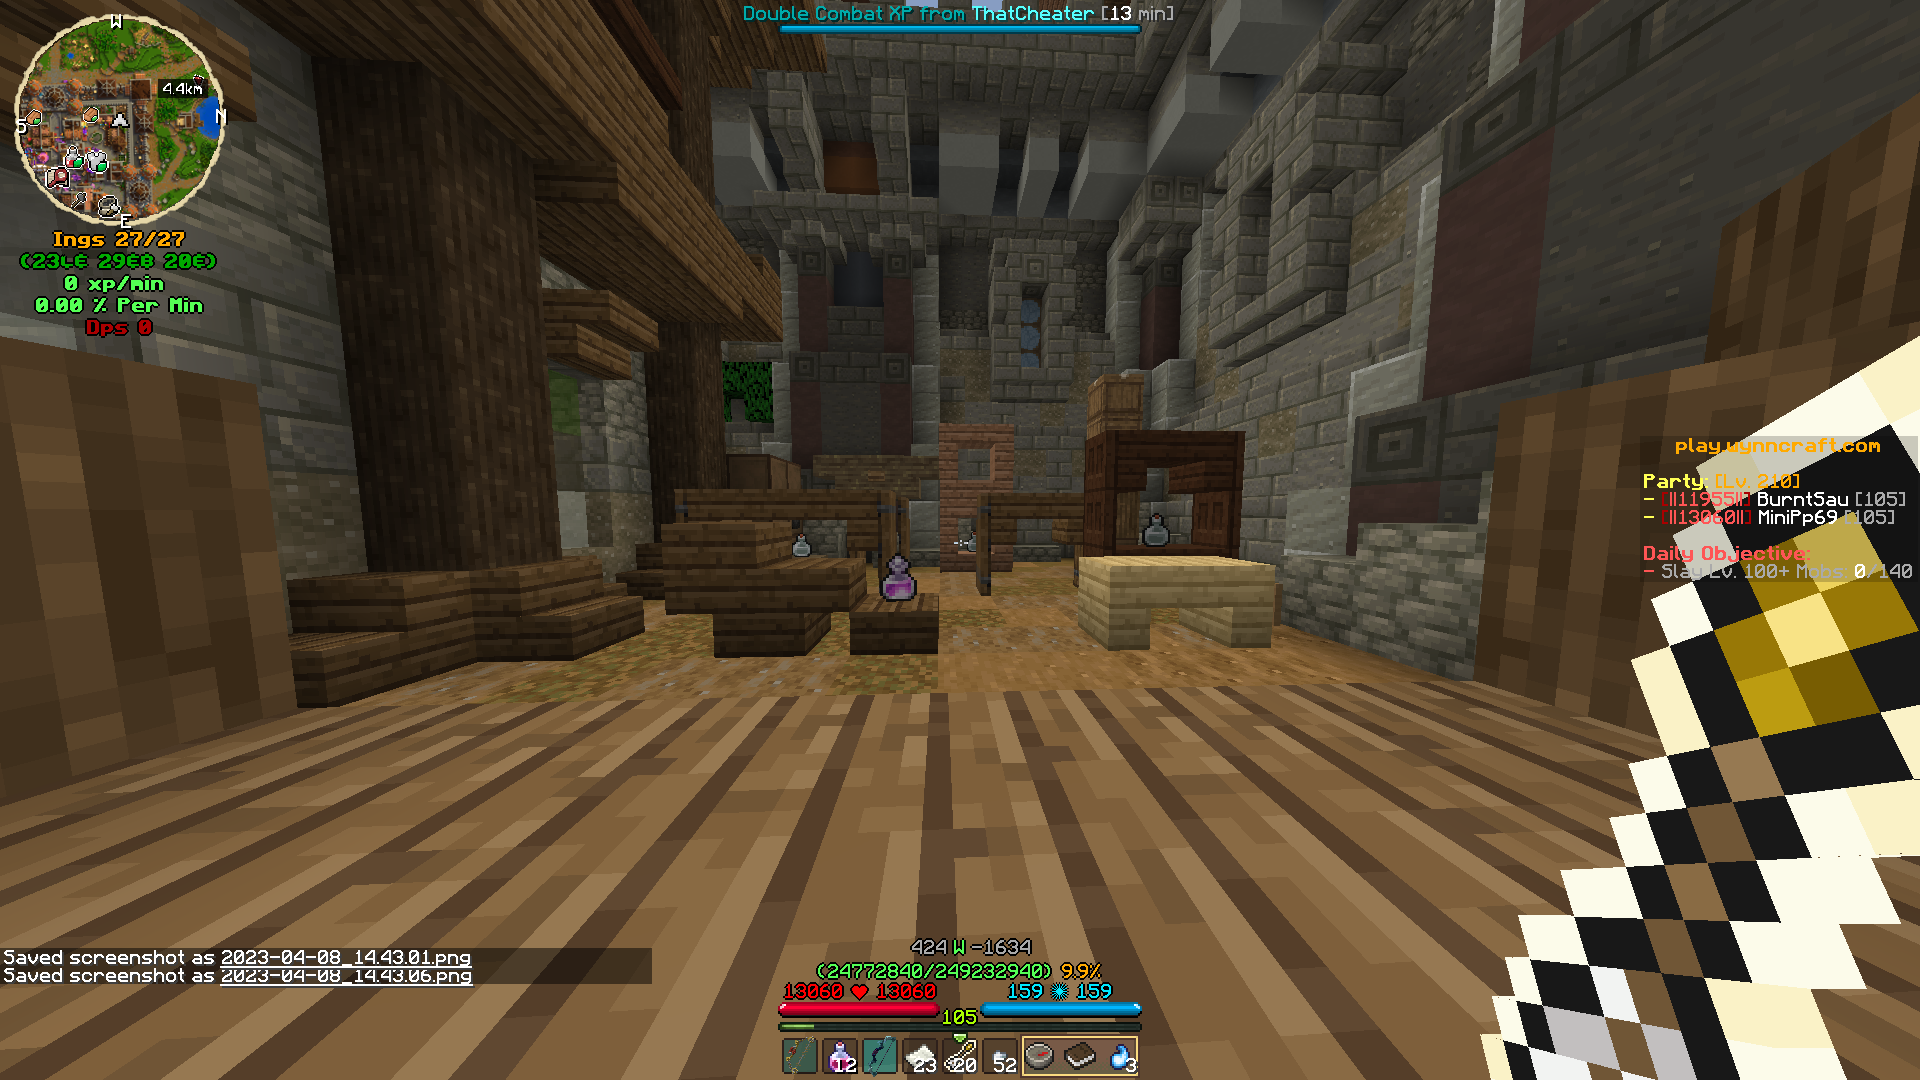 Double Combat XP from ThatCheater [13 min]
W
4.4km
N
S
E
Ings 27/27
0 xp/min
0.00 % Per Min
Dps 0
play.wynncraft.com
Party: [Lv. 210]
- [||11955||] BurntSau [105]
- [||13060||] MiniPp69 [105]
Daily Objective:
- Slay Lv. 100+ Mobs: 0/140
Saved screenshot as 2023-04-08_14.43.01.png
Saved screenshot as 2023-04-08_14.43.06.png
424 W -1634
(24772840/249232940) 9.9%
13060 ❤ 13060 159 159
105
12 23 20 52 3